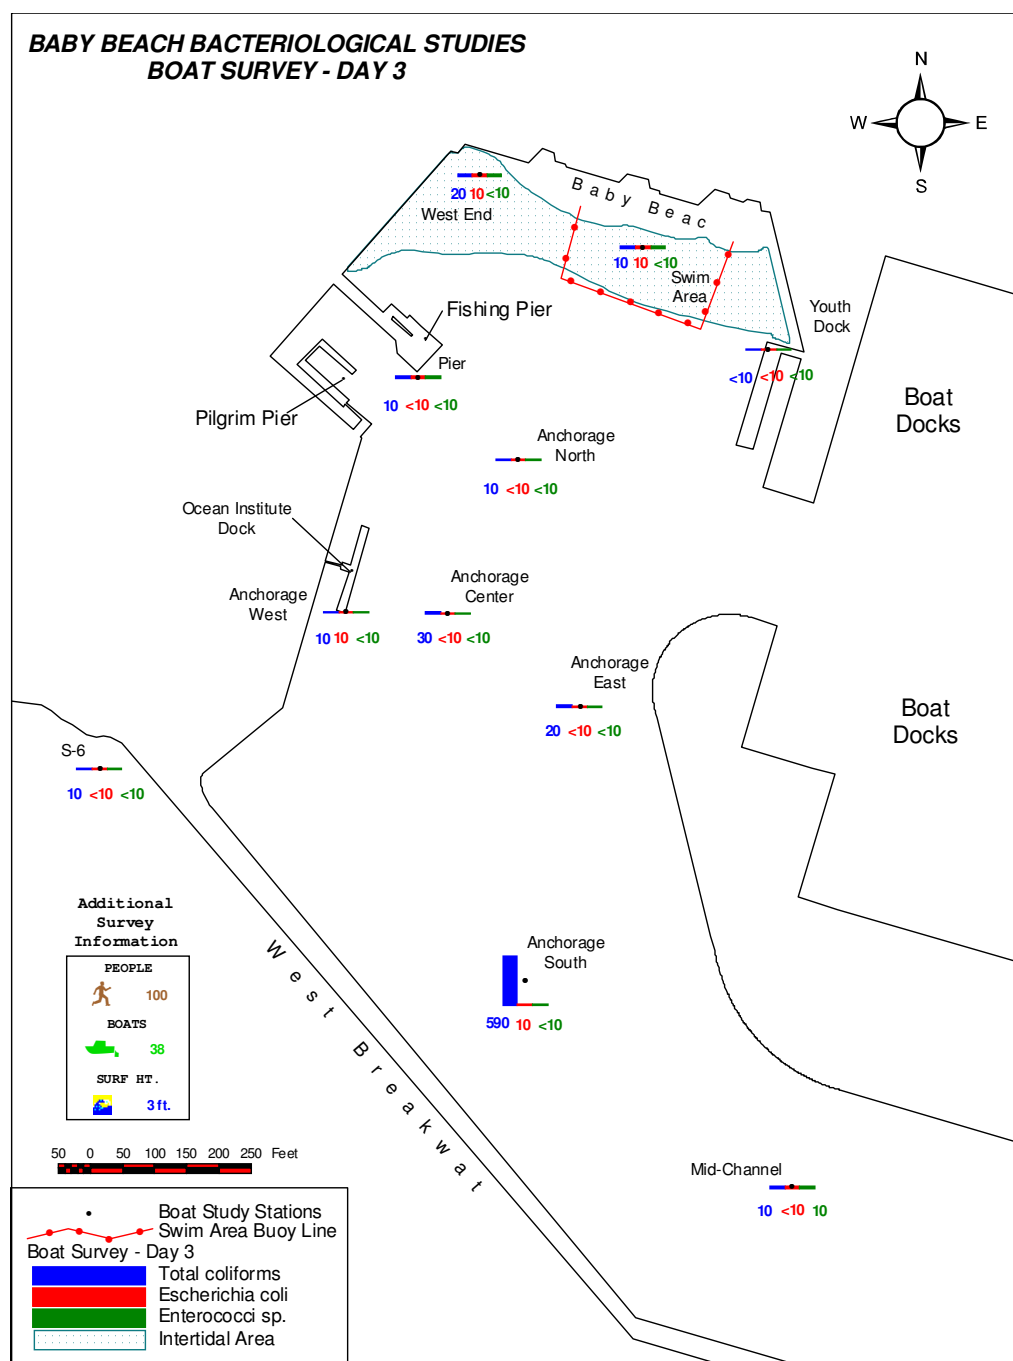 BABY BEACH BACTERIOLOGICAL STUDIES
BOAT SURVEY - DAY 3
N
W E
S
20 10 <10
West End
Baby Beac
10 10 <10
Swim
Area
Youth
Dock
<10 <10 <10
Fishing Pier
Pier
10 <10 <10
Pilgrim Pier
Boat
Docks
Anchorage
North
10 <10 <10
Ocean Institute
Dock
Anchorage
West
10 10 <10
Anchorage
Center
30 <10 <10
Anchorage
East
20 <10 <10
Boat
Docks
S-6
10 <10 <10
Additional
Survey
Information
PEOPLE
100
BOATS
38
SURF HT.
3 ft.
West Breakwat
Anchorage
South
590 10 <10
50 0 50 100 150 200 250 Feet
Mid-Channel
10 <10 10
Boat Study Stations
Swim Area Buoy Line
Boat Survey - Day 3
Total coliforms
Escherichia coli
Enterococci sp.
Intertidal Area